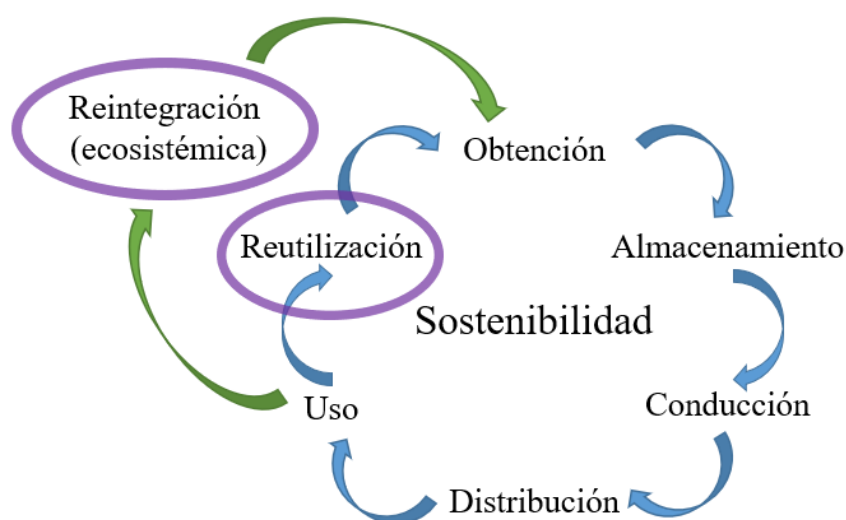 Reintegración
(ecosistémica)
Obtención
Reutilización
Almacenamiento
Sostenibilidad
Uso
Conducción
Distribución